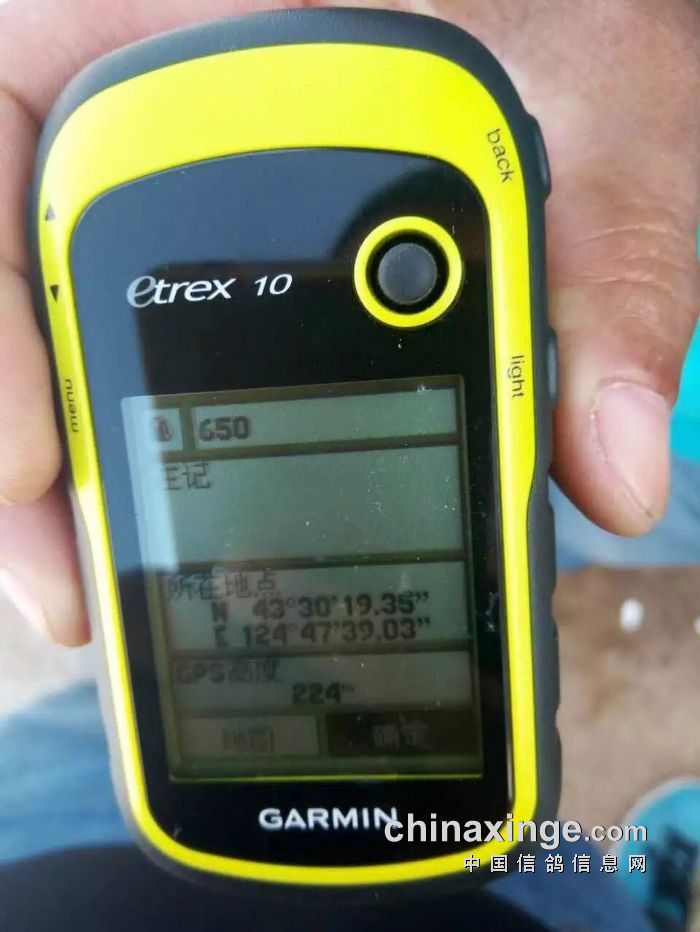 back
etrex 10
light
menu
650
注记
所在地点
N 43°30'19.35"
E 124°47'39.03"
GPS高度
224m
地图 确定
GARMIN
chinaxinge.com
中国信鸽信息网